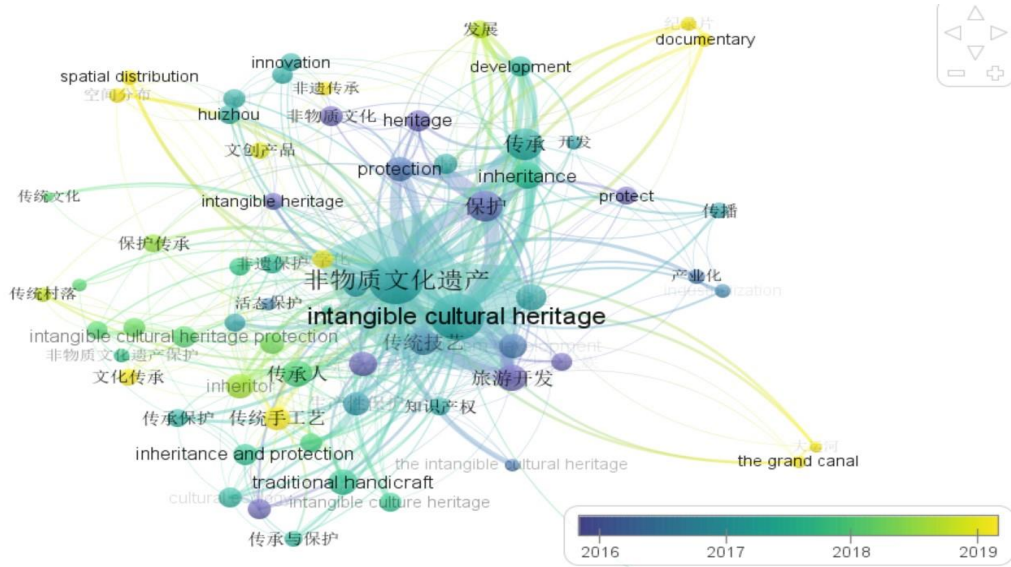 发展
documentary
development
innovation
spatial distribution
空间分布
非遗传承
huizhou
非物质文化
heritage
传承
开发
文创产品
protection
inheritance
传统文化
intangible heritage
保护
protect
传播
保护传承
非遗保护
非物质文化遗产
产业化
industrialization
传统村落
活态保护
intangible cultural heritage
intangible cultural heritage protection
传统技艺
非物质文化遗产保护
文化传承
inheritor
传承人
旅游开发
传承保护
传统手工艺
知识产权
inheritance and protection
the intangible cultural heritage
the grand canal
traditional handicraft
intangible culture heritage
传承与保护
2016
2017
2018
2019